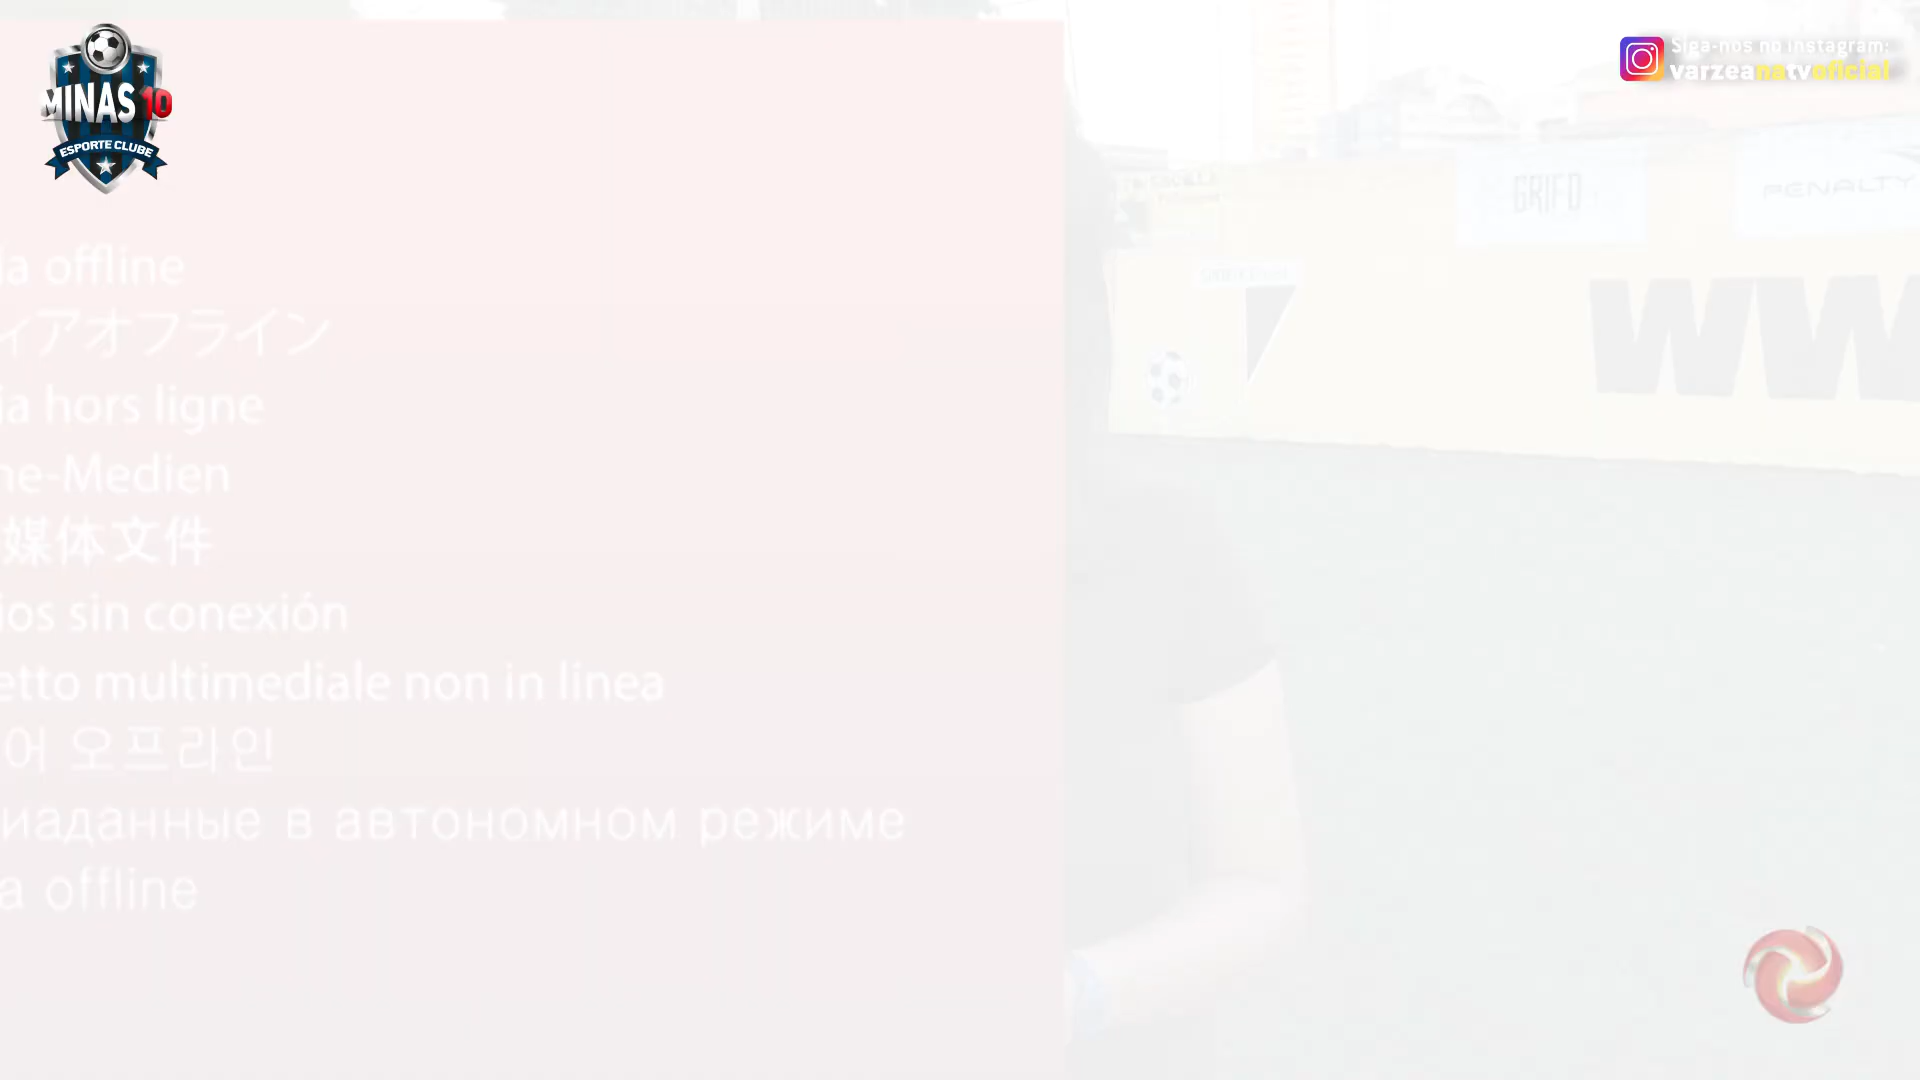 MINAS 10
ESPORTE CLUBE
Siga-nos no instagram:
varzeanatvoficial
GRIFO
PENALTY
WW
ia offline
ィアオフライン
ia hors ligne
ne-Medien
媒体文件
ios sin conexión
etto multimediale non in linea
어 오프라인
иаданные в автономном режиме
a offline